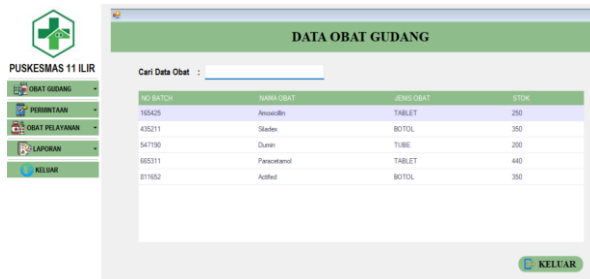 DATA OBAT GUDANG
PUSKESMAS 11 ILIR
OBAT GUDANG
PERMINTAAN
OBAT PELAYANAN
LAPORAN
KELUAR
Cari Data Obat :
NO BATCH NAMA OBAT JENIS OBAT STOK
165425 Amoxicillin TABLET 250
435211 Siladex BOTOL 350
547190 Dumin TUBE 200
665311 Paracetamol TABLET 440
811652 Actifed BOTOL 350
KELUAR